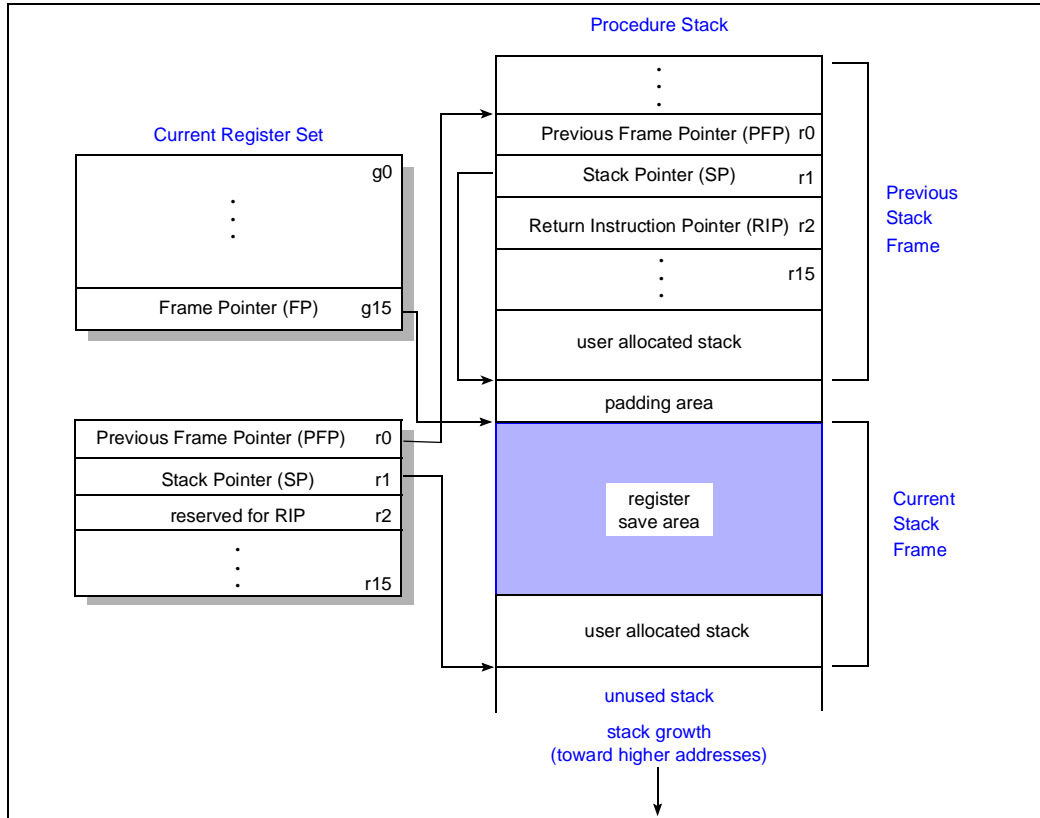 Procedure Stack
Previous Frame Pointer (PFP) r0
Stack Pointer (SP) r1
Return Instruction Pointer (RIP) r2
r15
user allocated stack
padding area
register
save area
user allocated stack
unused stack
stack growth
(toward higher addresses)
Previous
Stack
Frame
Current
Stack
Frame
Current Register Set
g0
Frame Pointer (FP) g15
Previous Frame Pointer (PFP) r0
Stack Pointer (SP) r1
reserved for RIP r2
r15